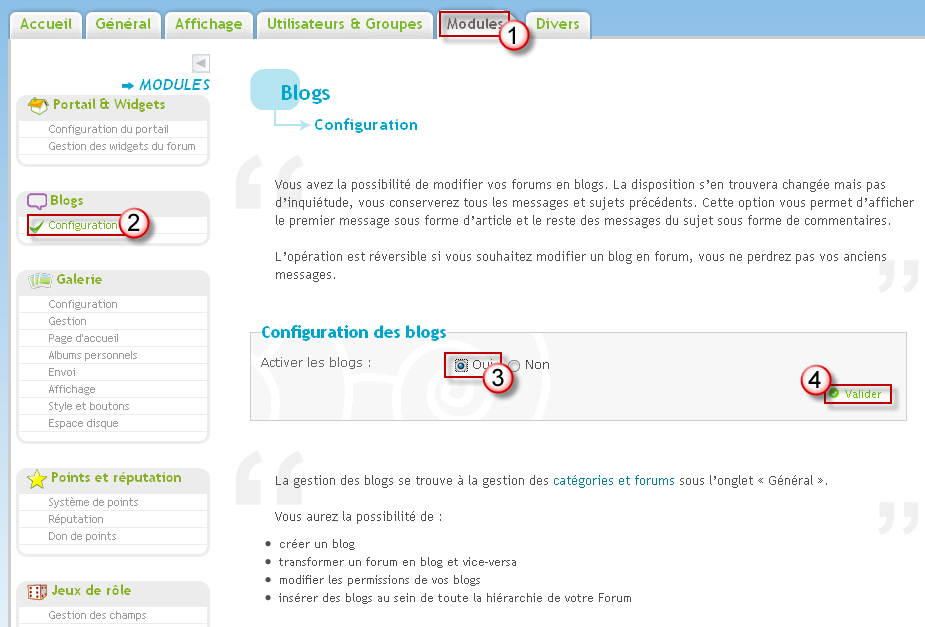 Accueil
Général
Affichage
Utilisateurs & Groupes
Modules
Divers
1
MODULES
Portail & Widgets
Configuration du portail
Gestion des widgets du forum
Blogs
Configuration
2
Galerie
Configuration
Gestion
Page d'accueil
Albums personnels
Envoi
Affichage
Style et boutons
Espace disque
Points et réputation
Système de points
Réputation
Don de points
Jeux de rôle
Gestion des champs
Blogs
Configuration
Vous avez la possibilité de modifier vos forums en blogs. La disposition s'en trouvera changée mais pas
d'inquiétude, vous conserverez tous les messages et sujets précédents. Cette option vous permet d'afficher
le premier message sous forme d'article et le reste des messages du sujet sous forme de commentaires.
L'opération est réversible si vous souhaitez modifier un blog en forum, vous ne perdrez pas vos anciens
messages.
Configuration des blogs
Activer les blogs :
Oui
Non
3
4
Valider
La gestion des blogs se trouve à la gestion des catégories et forums sous l'onglet « Général ».
Vous aurez la possibilité de :
créer un blog
transformer un forum en blog et vice-versa
modifier les permissions de vos blogs
insérer des blogs au sein de toute la hiérarchie de votre Forum